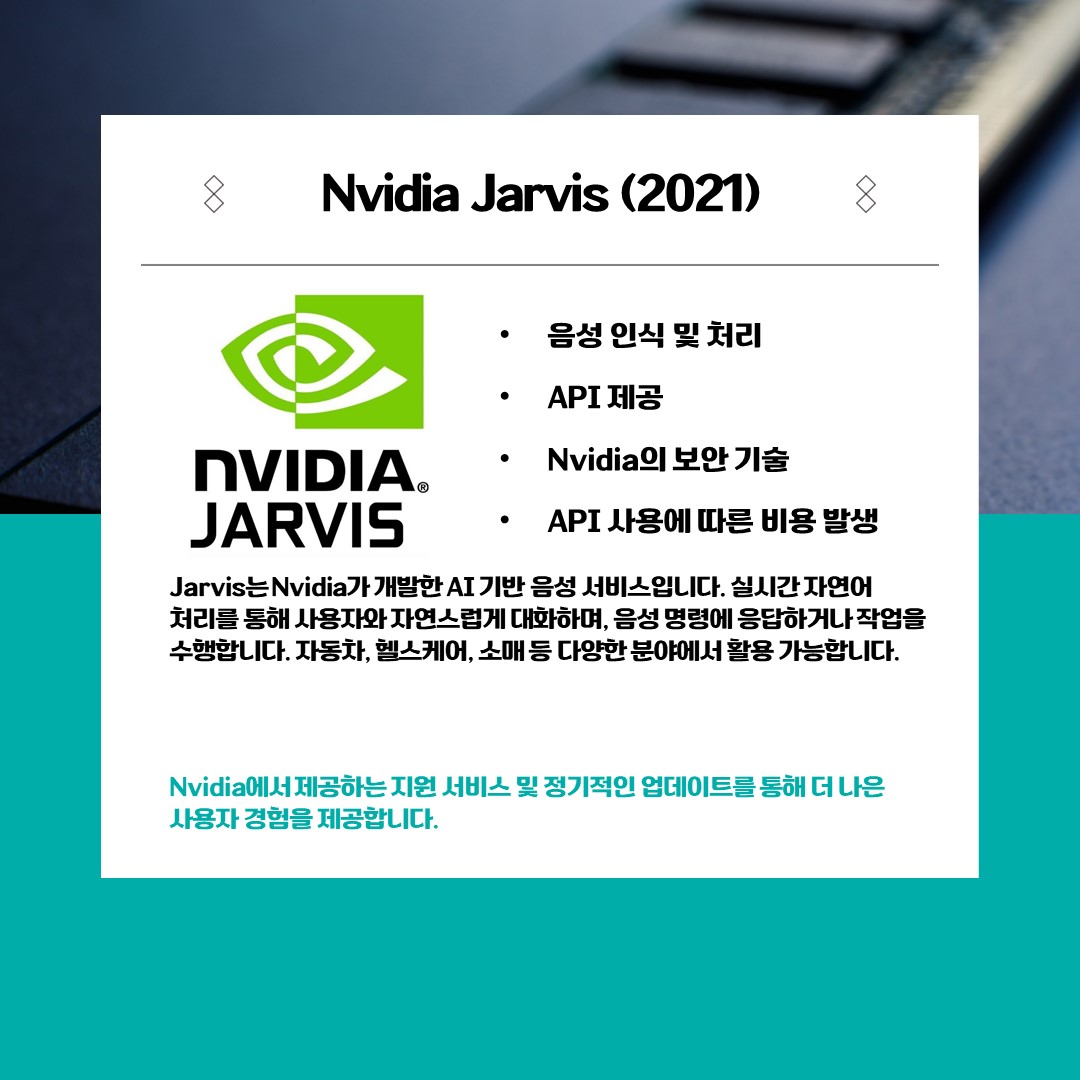 Nvidia Jarvis (2021)
NVIDIA®
JARVIS
• 음성 인식 및 처리
• API 제공
• Nvidia의 보안 기술
• API 사용에 따른 비용 발생
Jarvis는 Nvidia가 개발한 AI 기반 음성 서비스입니다. 실시간 자연어
처리를 통해 사용자와 자연스럽게 대화하며, 음성 명령에 응답하거나 작업을
수행합니다. 자동차, 헬스케어, 소매 등 다양한 분야에서 활용 가능합니다.
Nvidia에서 제공하는 지원 서비스 및 정기적인 업데이트를 통해 더 나은
사용자 경험을 제공합니다.